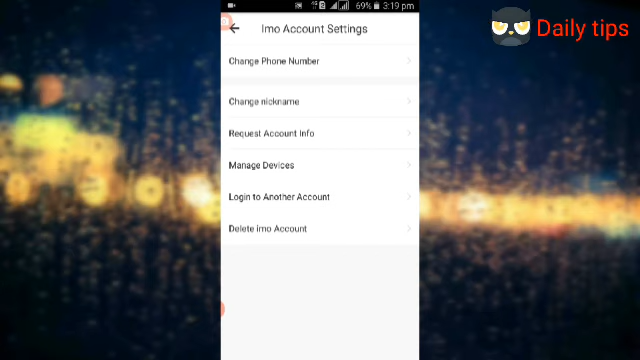 69% 3:19 pm
Imo Account Settings
Daily tips
Change Phone Number
Change nickname
Request Account Info
Manage Devices
Login to Another Account
Delete imo Account